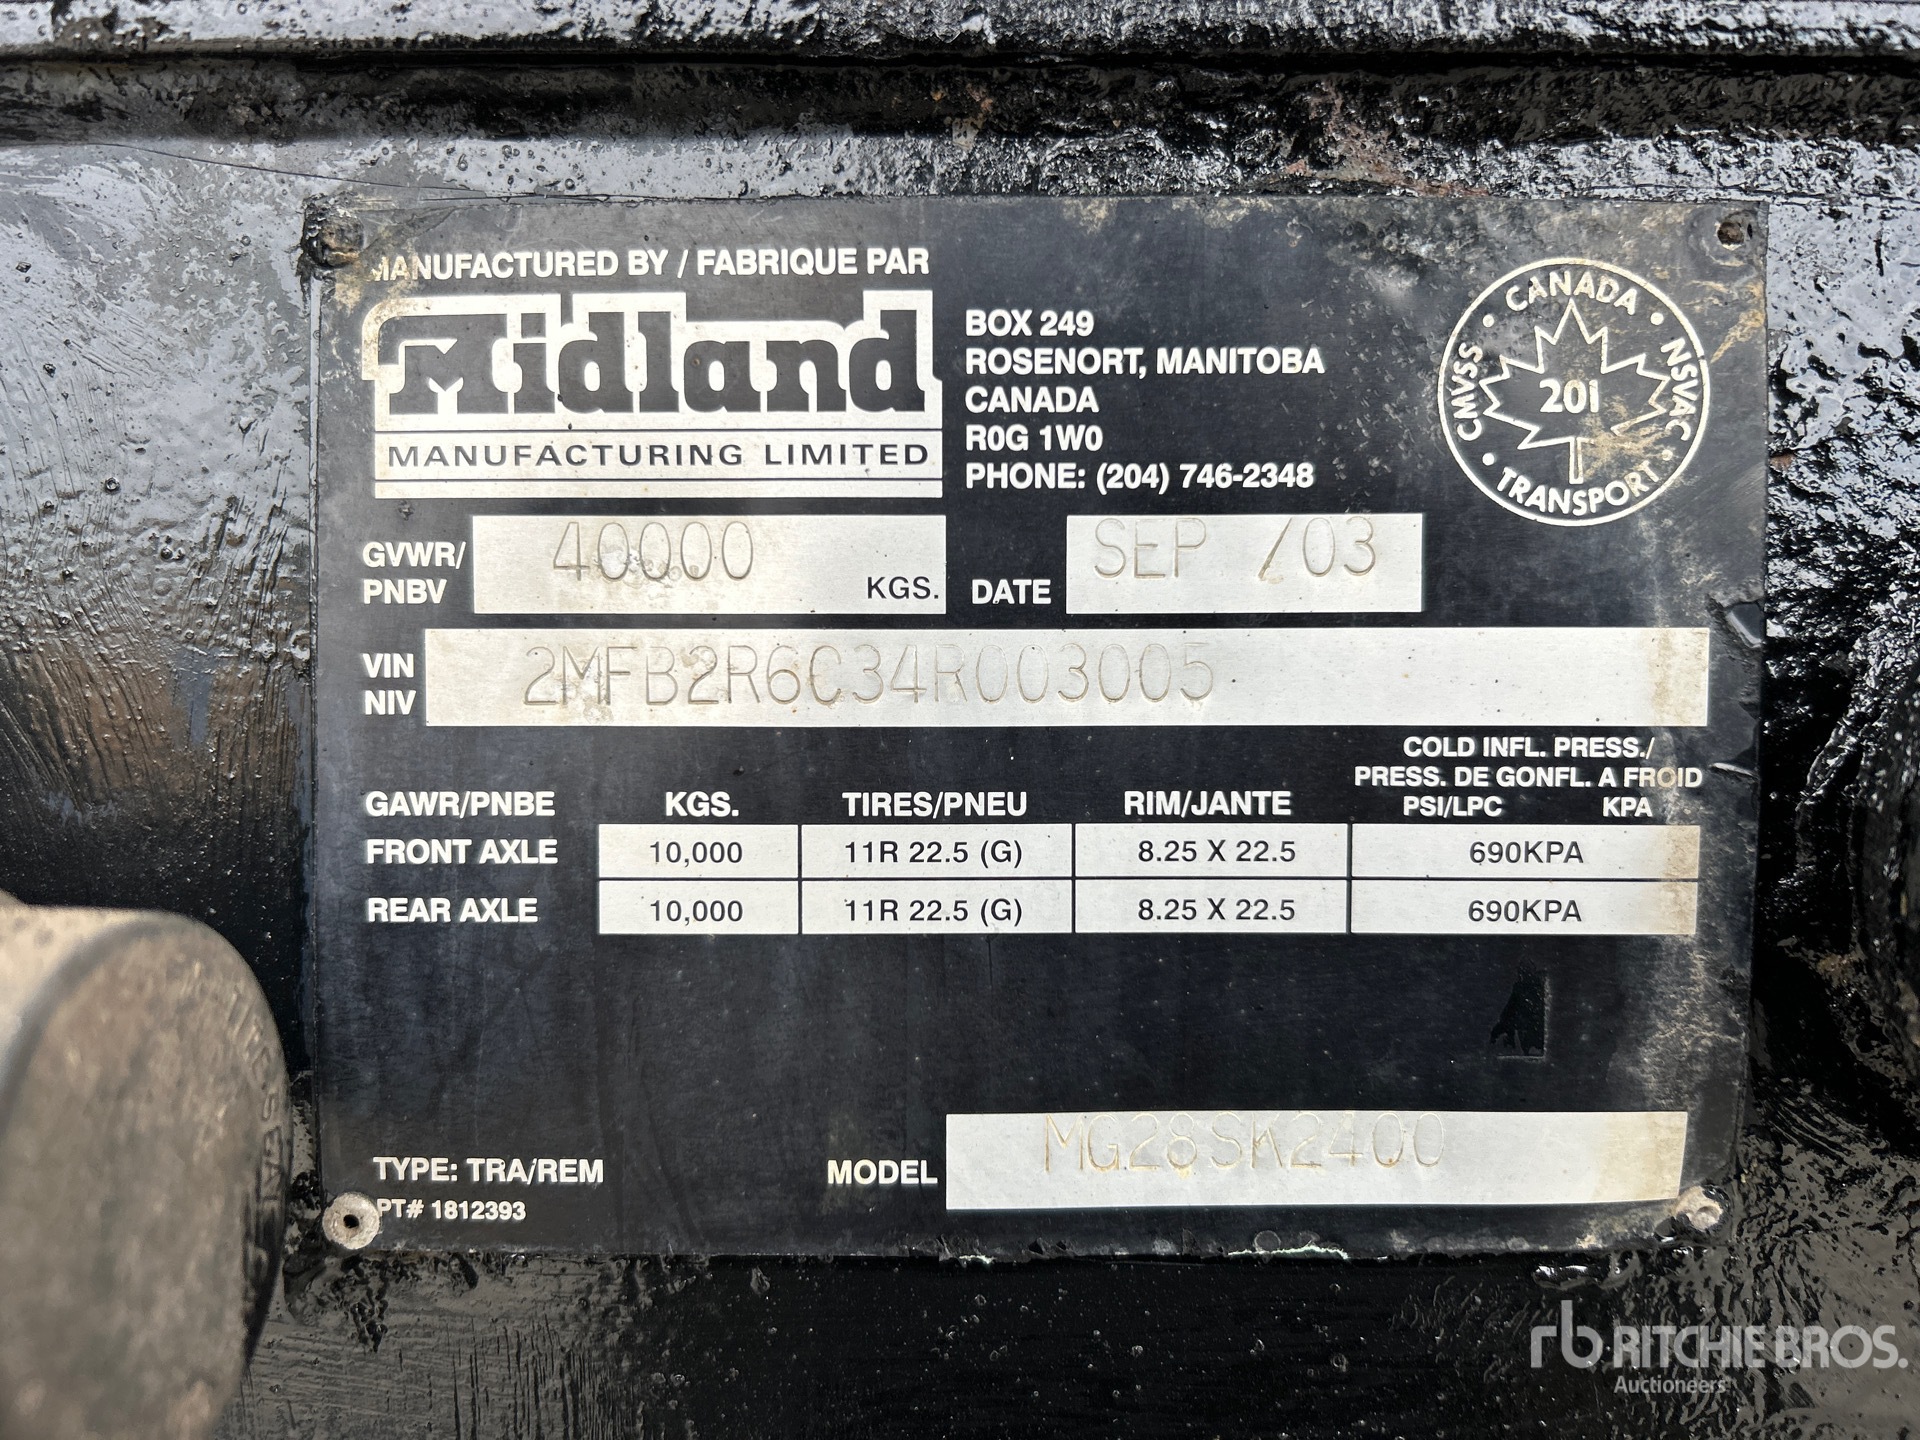 MANUFACTURED BY / FABRIQUE PAR
Midland
MANUFACTURING LIMITED
BOX 249
ROSENORT, MANITOBA
CANADA
R0G 1W0
PHONE: (204) 746-2348
CANADA
CMVSS • NSVAC
201
TRANSPORT
GVWR/
PNBV
40000
KGS.
DATE
SEP /03
VIN
NIV
2MFB2R6C34R003005
COLD INFL. PRESS./
PRESS. DE GONFL. A FROID
GAWR/PNBE KGS. TIRES/PNEU RIM/JANTE PSI/LPC KPA
FRONT AXLE 10,000 11R 22.5 (G) 8.25 X 22.5 690KPA
REAR AXLE 10,000 11R 22.5 (G) 8.25 X 22.5 690KPA
TYPE: TRA/REM
MODEL MG28SK2400
PT# 1812393
rb RITCHIE BROS.
Auctioneers